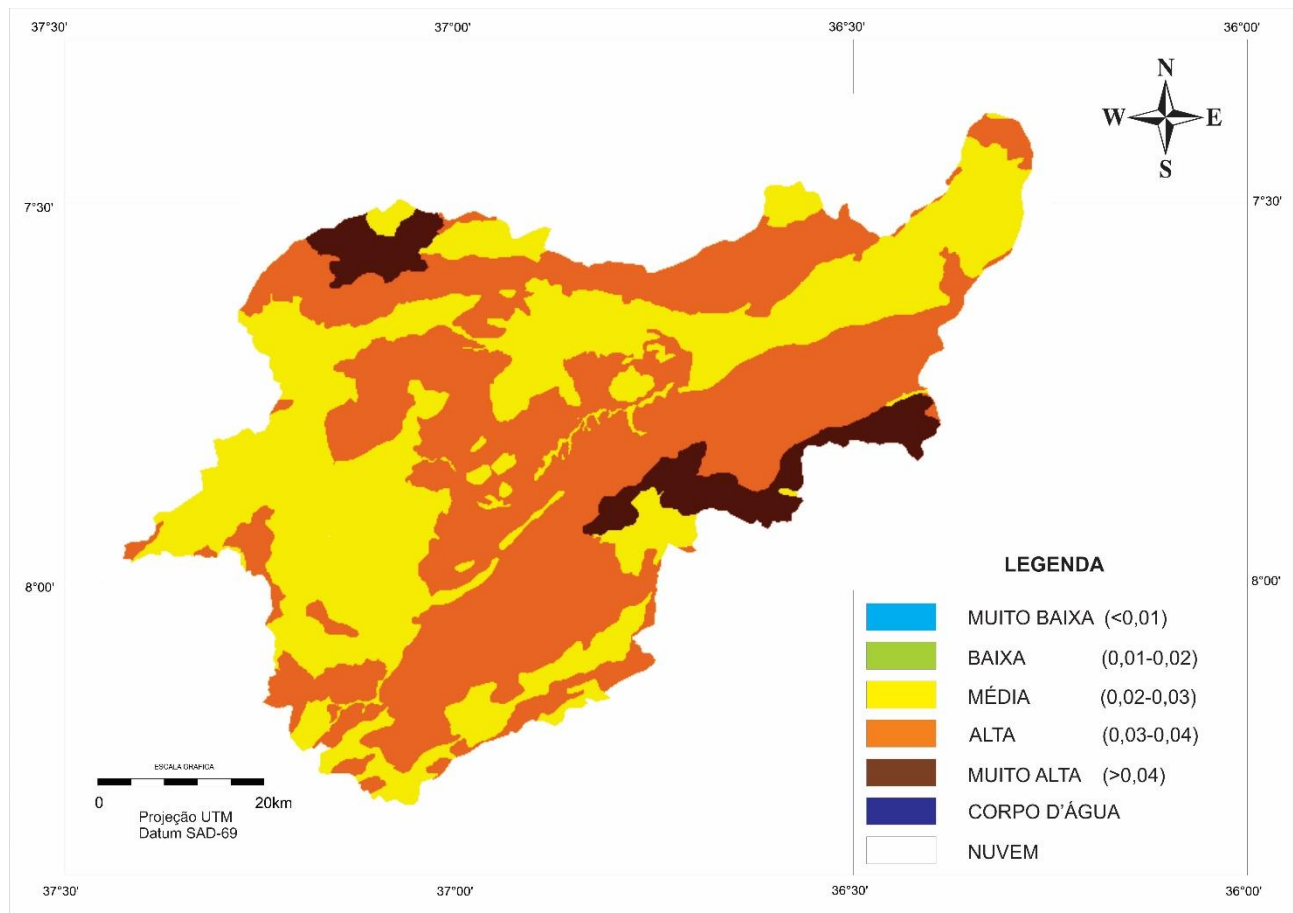 37°30'
37°00'
36°30'
36°00'
N
W E
S
7°30'
7°30'
8°00'
8°00'
LEGENDA
MUITO BAIXA (<0,01)
BAIXA (0,01-0,02)
MÉDIA (0,02-0,03)
ALTA (0,03-0,04)
MUITO ALTA (>0,04)
CORPO D'ÁGUA
NUVEM
ESCALA GRAFICA
0 20km
Projeção UTM
Datum SAD-69
37°30'
37°00'
36°30'
36°00'